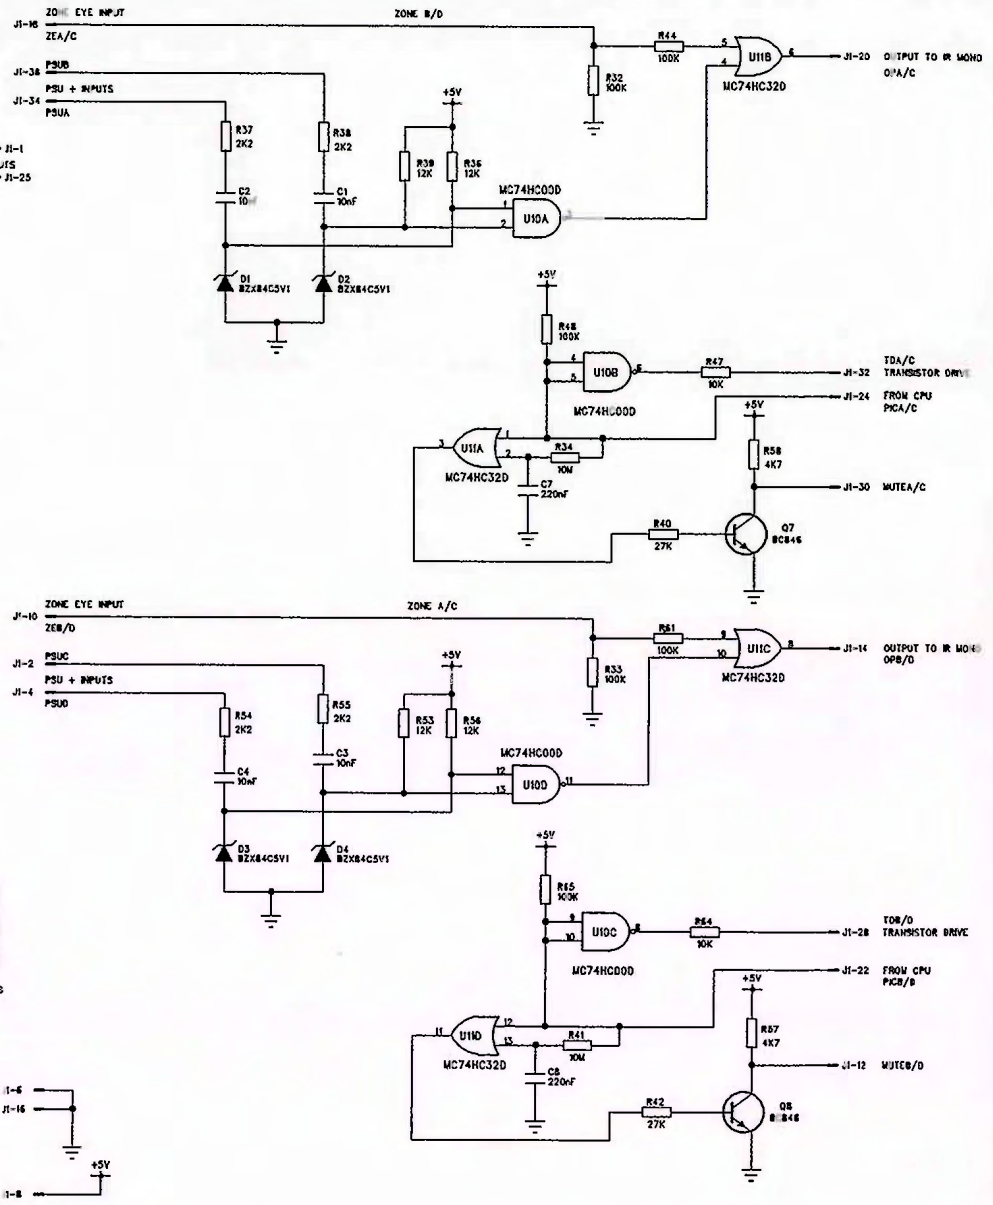 ZONE EYE INPUT
ZONE B/D
J1-18
ZEA/C
R44
100K
5
4
U11B
6
MC74HC32D
J1-20
OUTPUT TO IR MONO
OPA/C
PSUB
J1-38
PSU + INPUTS
J1-34
PSUA
R32
100K
J1-1
J1-25
+5V
R37
2K2
R38
2K2
R39
12K
R36
12K
C2
C1
10nF
MC74HC00D
1
2
U10A
D1
BZX84C5V1
D2
BZX84C5V1
+5V
R48
100K
4
5
U10B
6
MC74HC00D
R47
10K
TDA/C
J1-32
TRANSISTOR DRIVE
J1-24
FROM CPU
PICA/C
+5V
3
U11A
1
2
MC74HC32D
R34
10M
C7
220nF
R58
4K7
J1-30
MUTEA/C
R40
27K
Q7
BC846
ZONE EYE INPUT
ZONE A/C
J1-10
ZEB/D
R61
100K
9
10
U11C
8
MC74HC32D
J1-14
OUTPUT TO IR MONO
OPB/D
PSUC
J1-2
PSU + INPUTS
J1-4
PSUD
R33
100K
+5V
R54
2K2
R55
2K2
R53
12K
R56
12K
C4
10nF
C3
10nF
MC74HC00D
12
13
U10D
11
D3
BZX84C5V1
D4
BZX84C5V1
+5V
R65
100K
9
10
U10C
8
MC74HC00D
R64
10K
TDB/D
J1-28
TRANSISTOR DRIVE
J1-22
FROM CPU
PICB/D
+5V
11
U11D
12
13
MC74HC32D
R41
10M
C8
220nF
R57
4K7
J1-12
MUTEB/D
R42
27K
Q8
J1-6
J1-16
+5V
J1-8